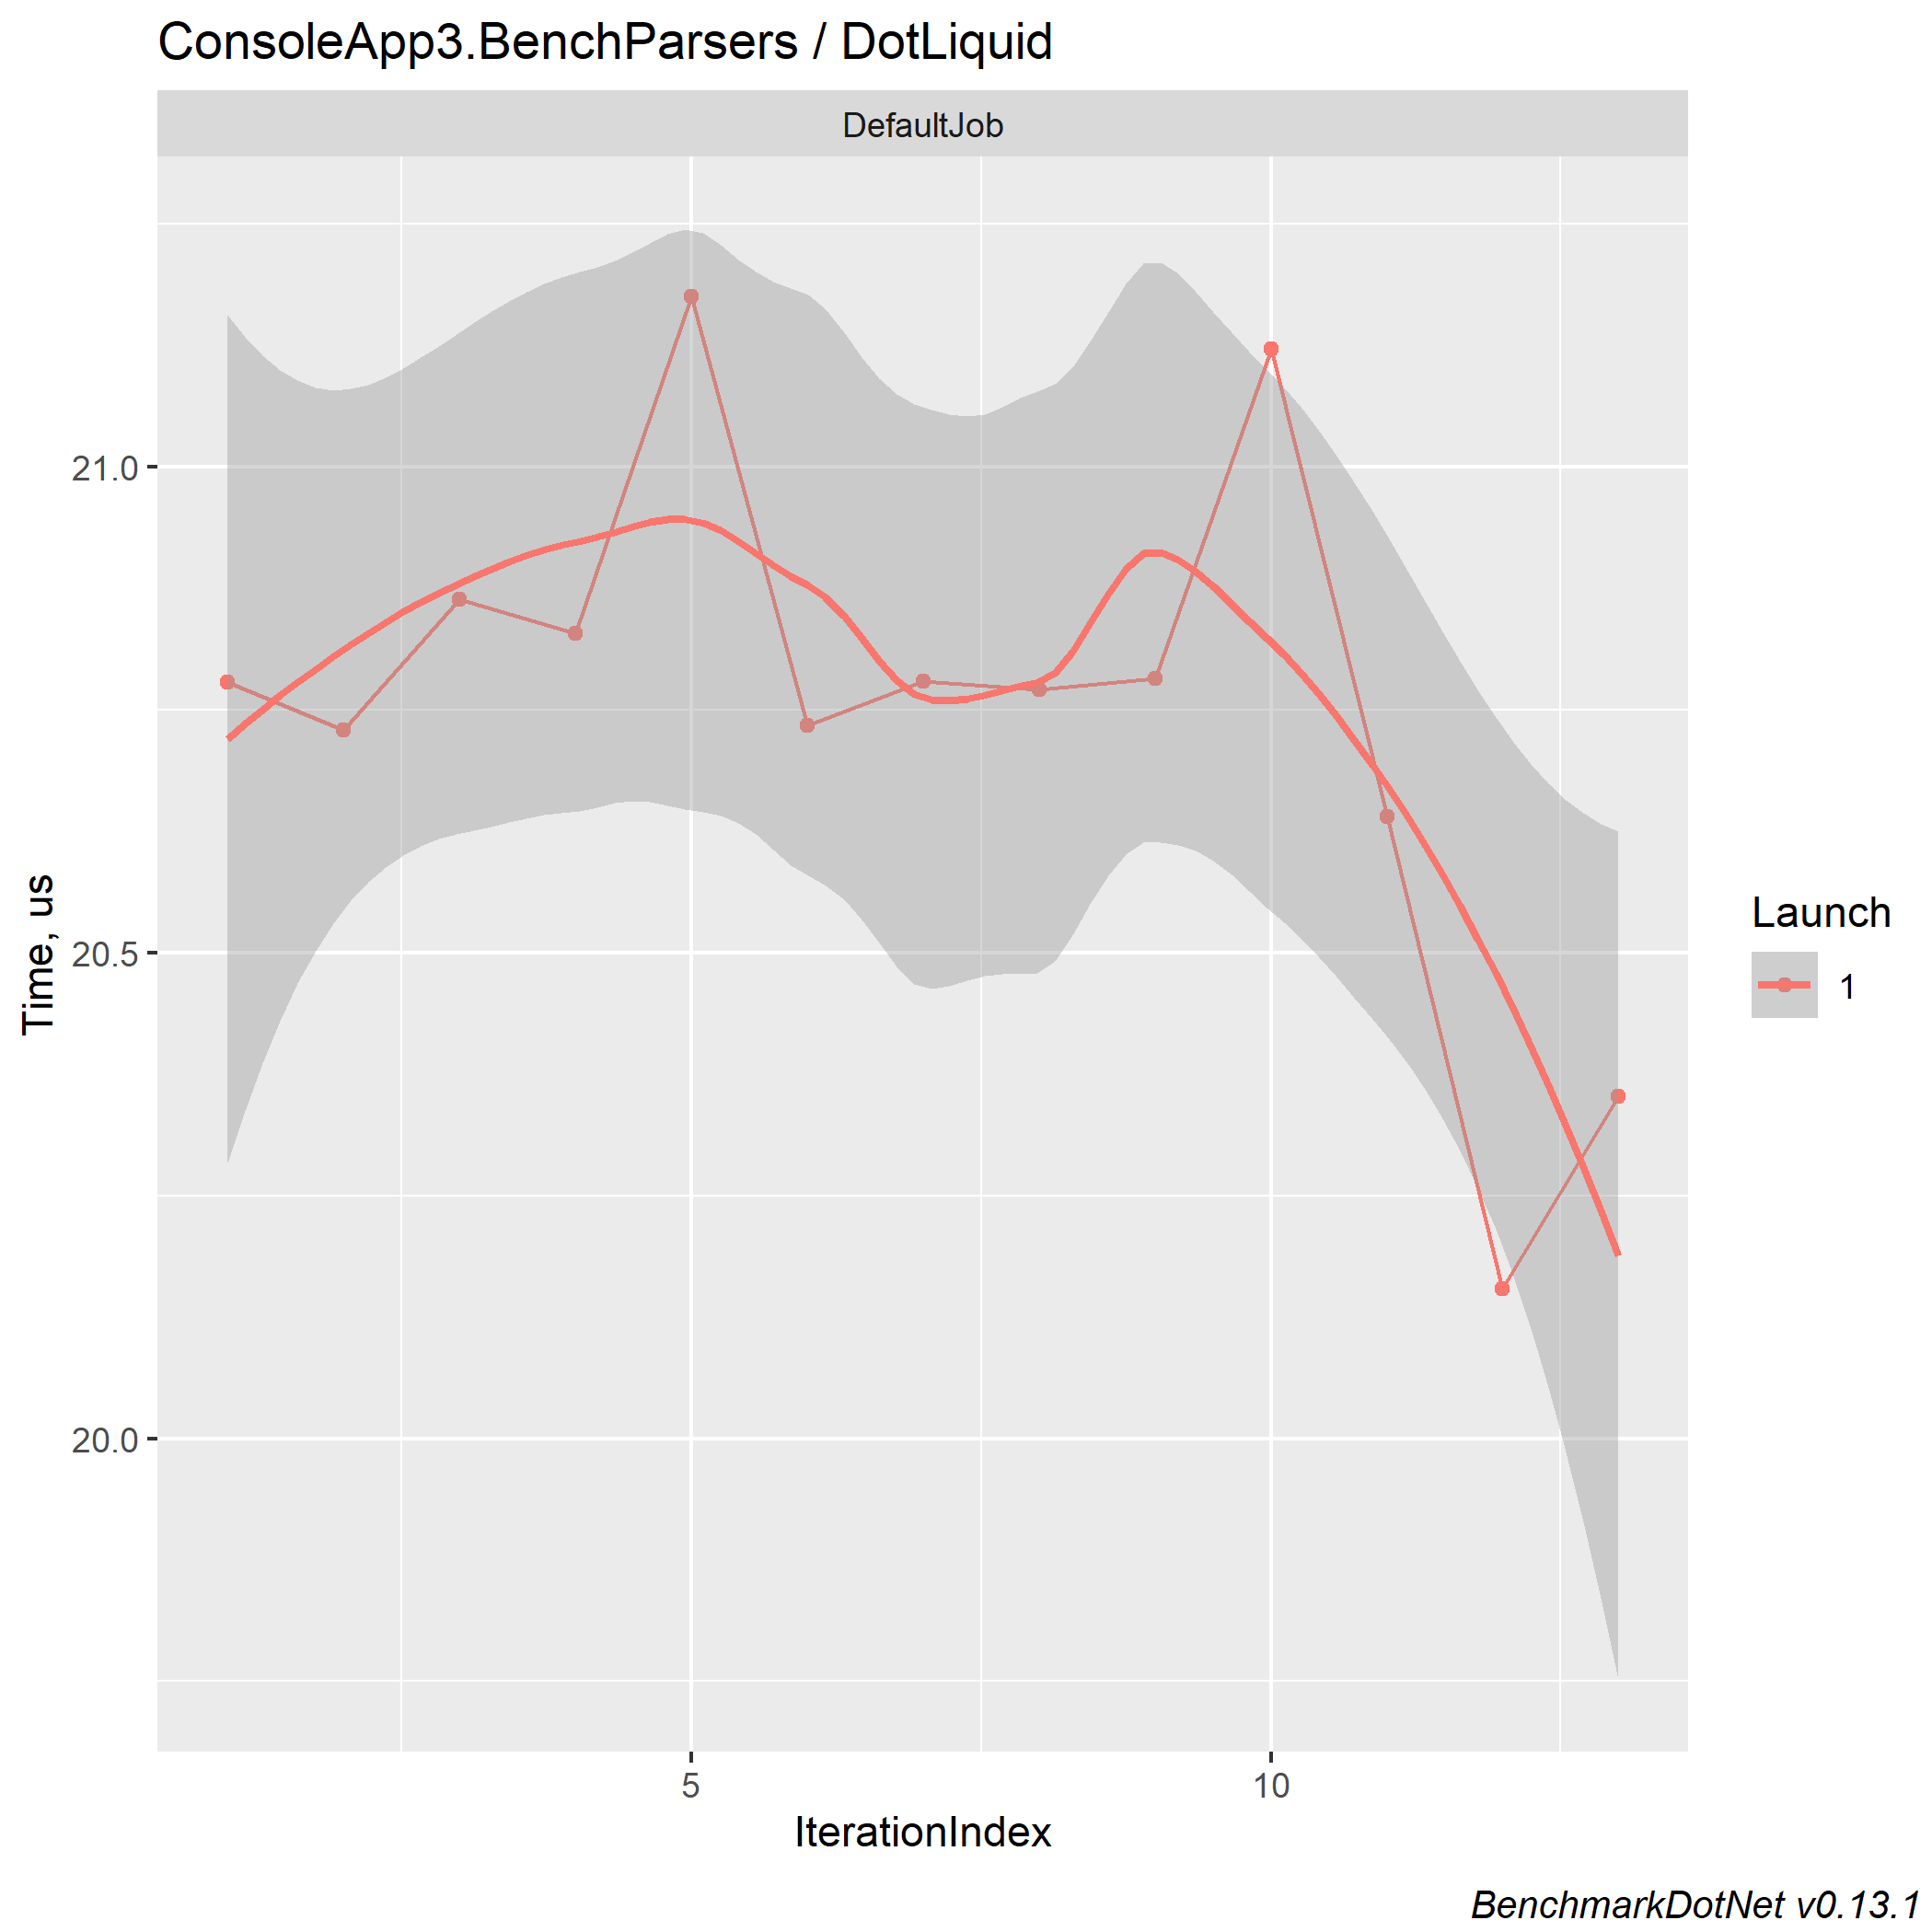 ConsoleApp3.BenchParsers / DotLiquid
DefaultJob
21.0
20.5
20.0
Time, us
5
10
IterationIndex
Launch
1
BenchmarkDotNet v0.13.1